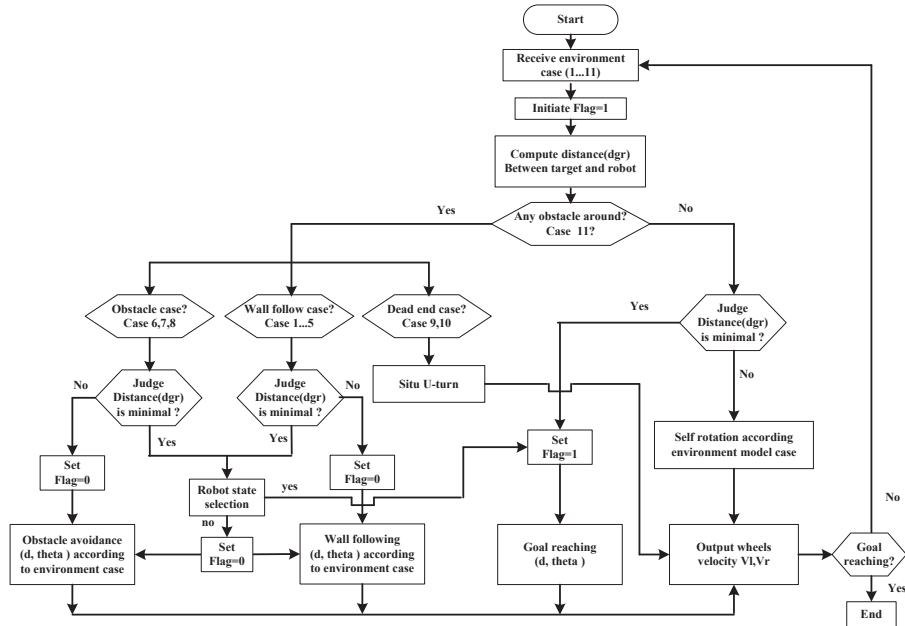 Start
Receive environment
case (1...11)
Initiate Flag=1
Compute distance(dgr)
Between target and robot
Yes
Any obstacle around?
Case 11?
No
Obstacle case?
Case 6,7,8
Wall follow case?
Case 1...5
Dead end case?
Case 9,10
Yes
Judge
Distance(dgr)
is minimal ?
No
Judge
Distance(dgr)
is minimal ?
Yes
Judge
Distance(dgr)
is minimal ?
Yes
No
Situ U-turn
No
Set
Flag=0
Robot state
selection
yes
no
Set
Flag=0
Set
Flag=0
Set
Flag=1
Self rotation according
environment model case
No
Obstacle avoidance
(d, theta ) according
to environment case
Wall following
(d, theta ) according
to environment case
Goal reaching
(d, theta )
Output wheels
velocity Vl,Vr
Goal
reaching?
Yes
End